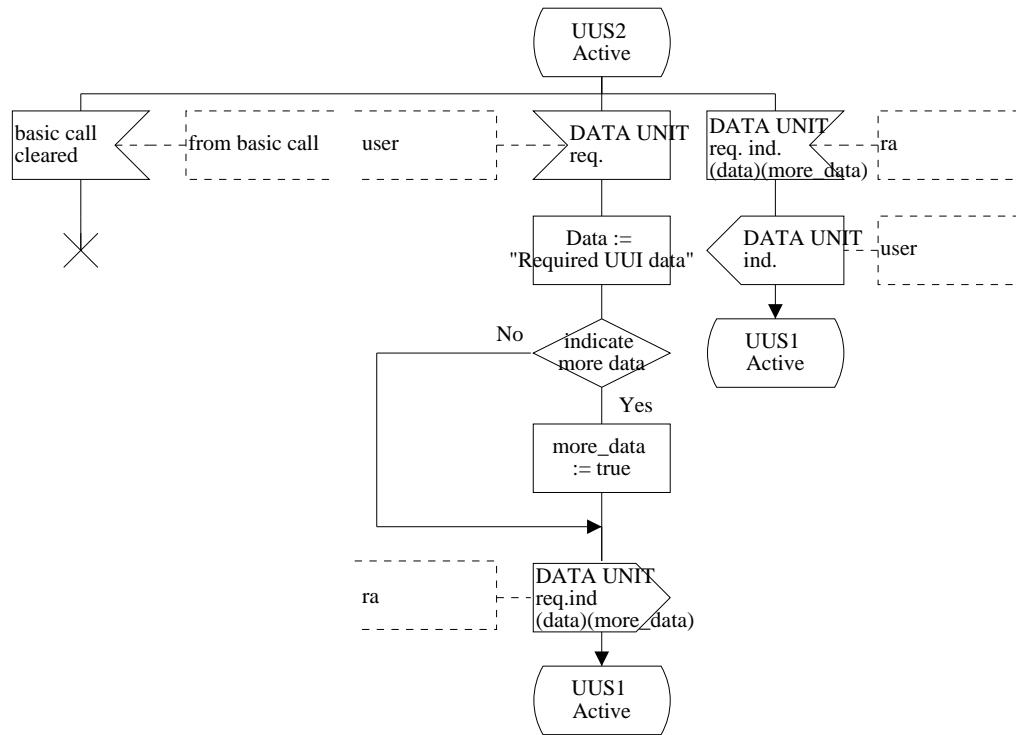 UUS2
Active
basic call
cleared
from basic call
user
DATA UNIT
req.
DATA UNIT
req. ind.
(data)(more_data)
ra
Data :=
"Required UUI data"
DATA UNIT
ind.
user
No
indicate
more data
UUS1
Active
Yes
more_data
:= true
ra
DATA UNIT
req.ind
(data)(more_data)
UUS1
Active